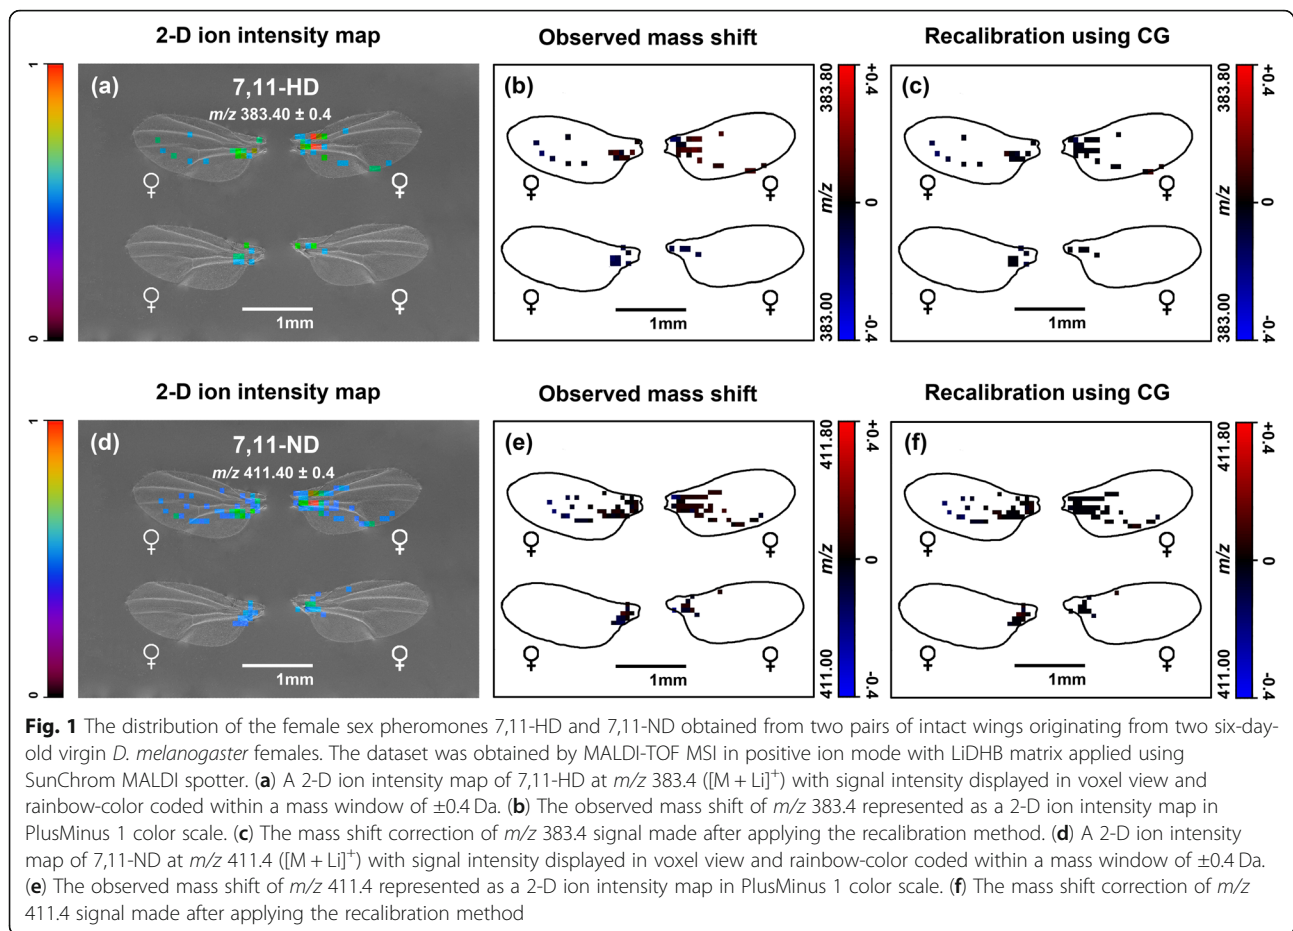 2-D ion intensity map
Observed mass shift
Recalibration using CG
1
0
(a)
7,11-HD
m/z 383.40 ± 0.4
♀
♀
♀
♀
1mm
(b)
♀
♀
♀
♀
1mm
383.80
m/z
383.00
+0.4
0
-0.4
(c)
♀
♀
♀
♀
1mm
383.80
m/z
383.00
+0.4
0
-0.4
2-D ion intensity map
Observed mass shift
Recalibration using CG
1
0
(d)
7,11-ND
m/z 411.40 ± 0.4
♀
♀
♀
♀
1mm
(e)
♀
♀
♀
♀
1mm
411.80
m/z
411.00
+0.4
0
-0.4
(f)
♀
♀
♀
♀
1mm
411.80
m/z
411.00
+0.4
0
-0.4
Fig. 1 The distribution of the female sex pheromones 7,11-HD and 7,11-ND obtained from two pairs of intact wings originating from two six-day-
old virgin D. melanogaster females. The dataset was obtained by MALDI-TOF MSI in positive ion mode with LiDHB matrix applied using
SunChrom MALDI spotter. (a) A 2-D ion intensity map of 7,11-HD at m/z 383.4 ([M + Li]⁺) with signal intensity displayed in voxel view and
rainbow-color coded within a mass window of ±0.4 Da. (b) The observed mass shift of m/z 383.4 represented as a 2-D ion intensity map in
PlusMinus 1 color scale. (c) The mass shift correction of m/z 383.4 signal made after applying the recalibration method. (d) A 2-D ion intensity
map of 7,11-ND at m/z 411.4 ([M + Li]⁺) with signal intensity displayed in voxel view and rainbow-color coded within a mass window of ±0.4 Da.
(e) The observed mass shift of m/z 411.4 represented as a 2-D ion intensity map in PlusMinus 1 color scale. (f) The mass shift correction of m/z
411.4 signal made after applying the recalibration method